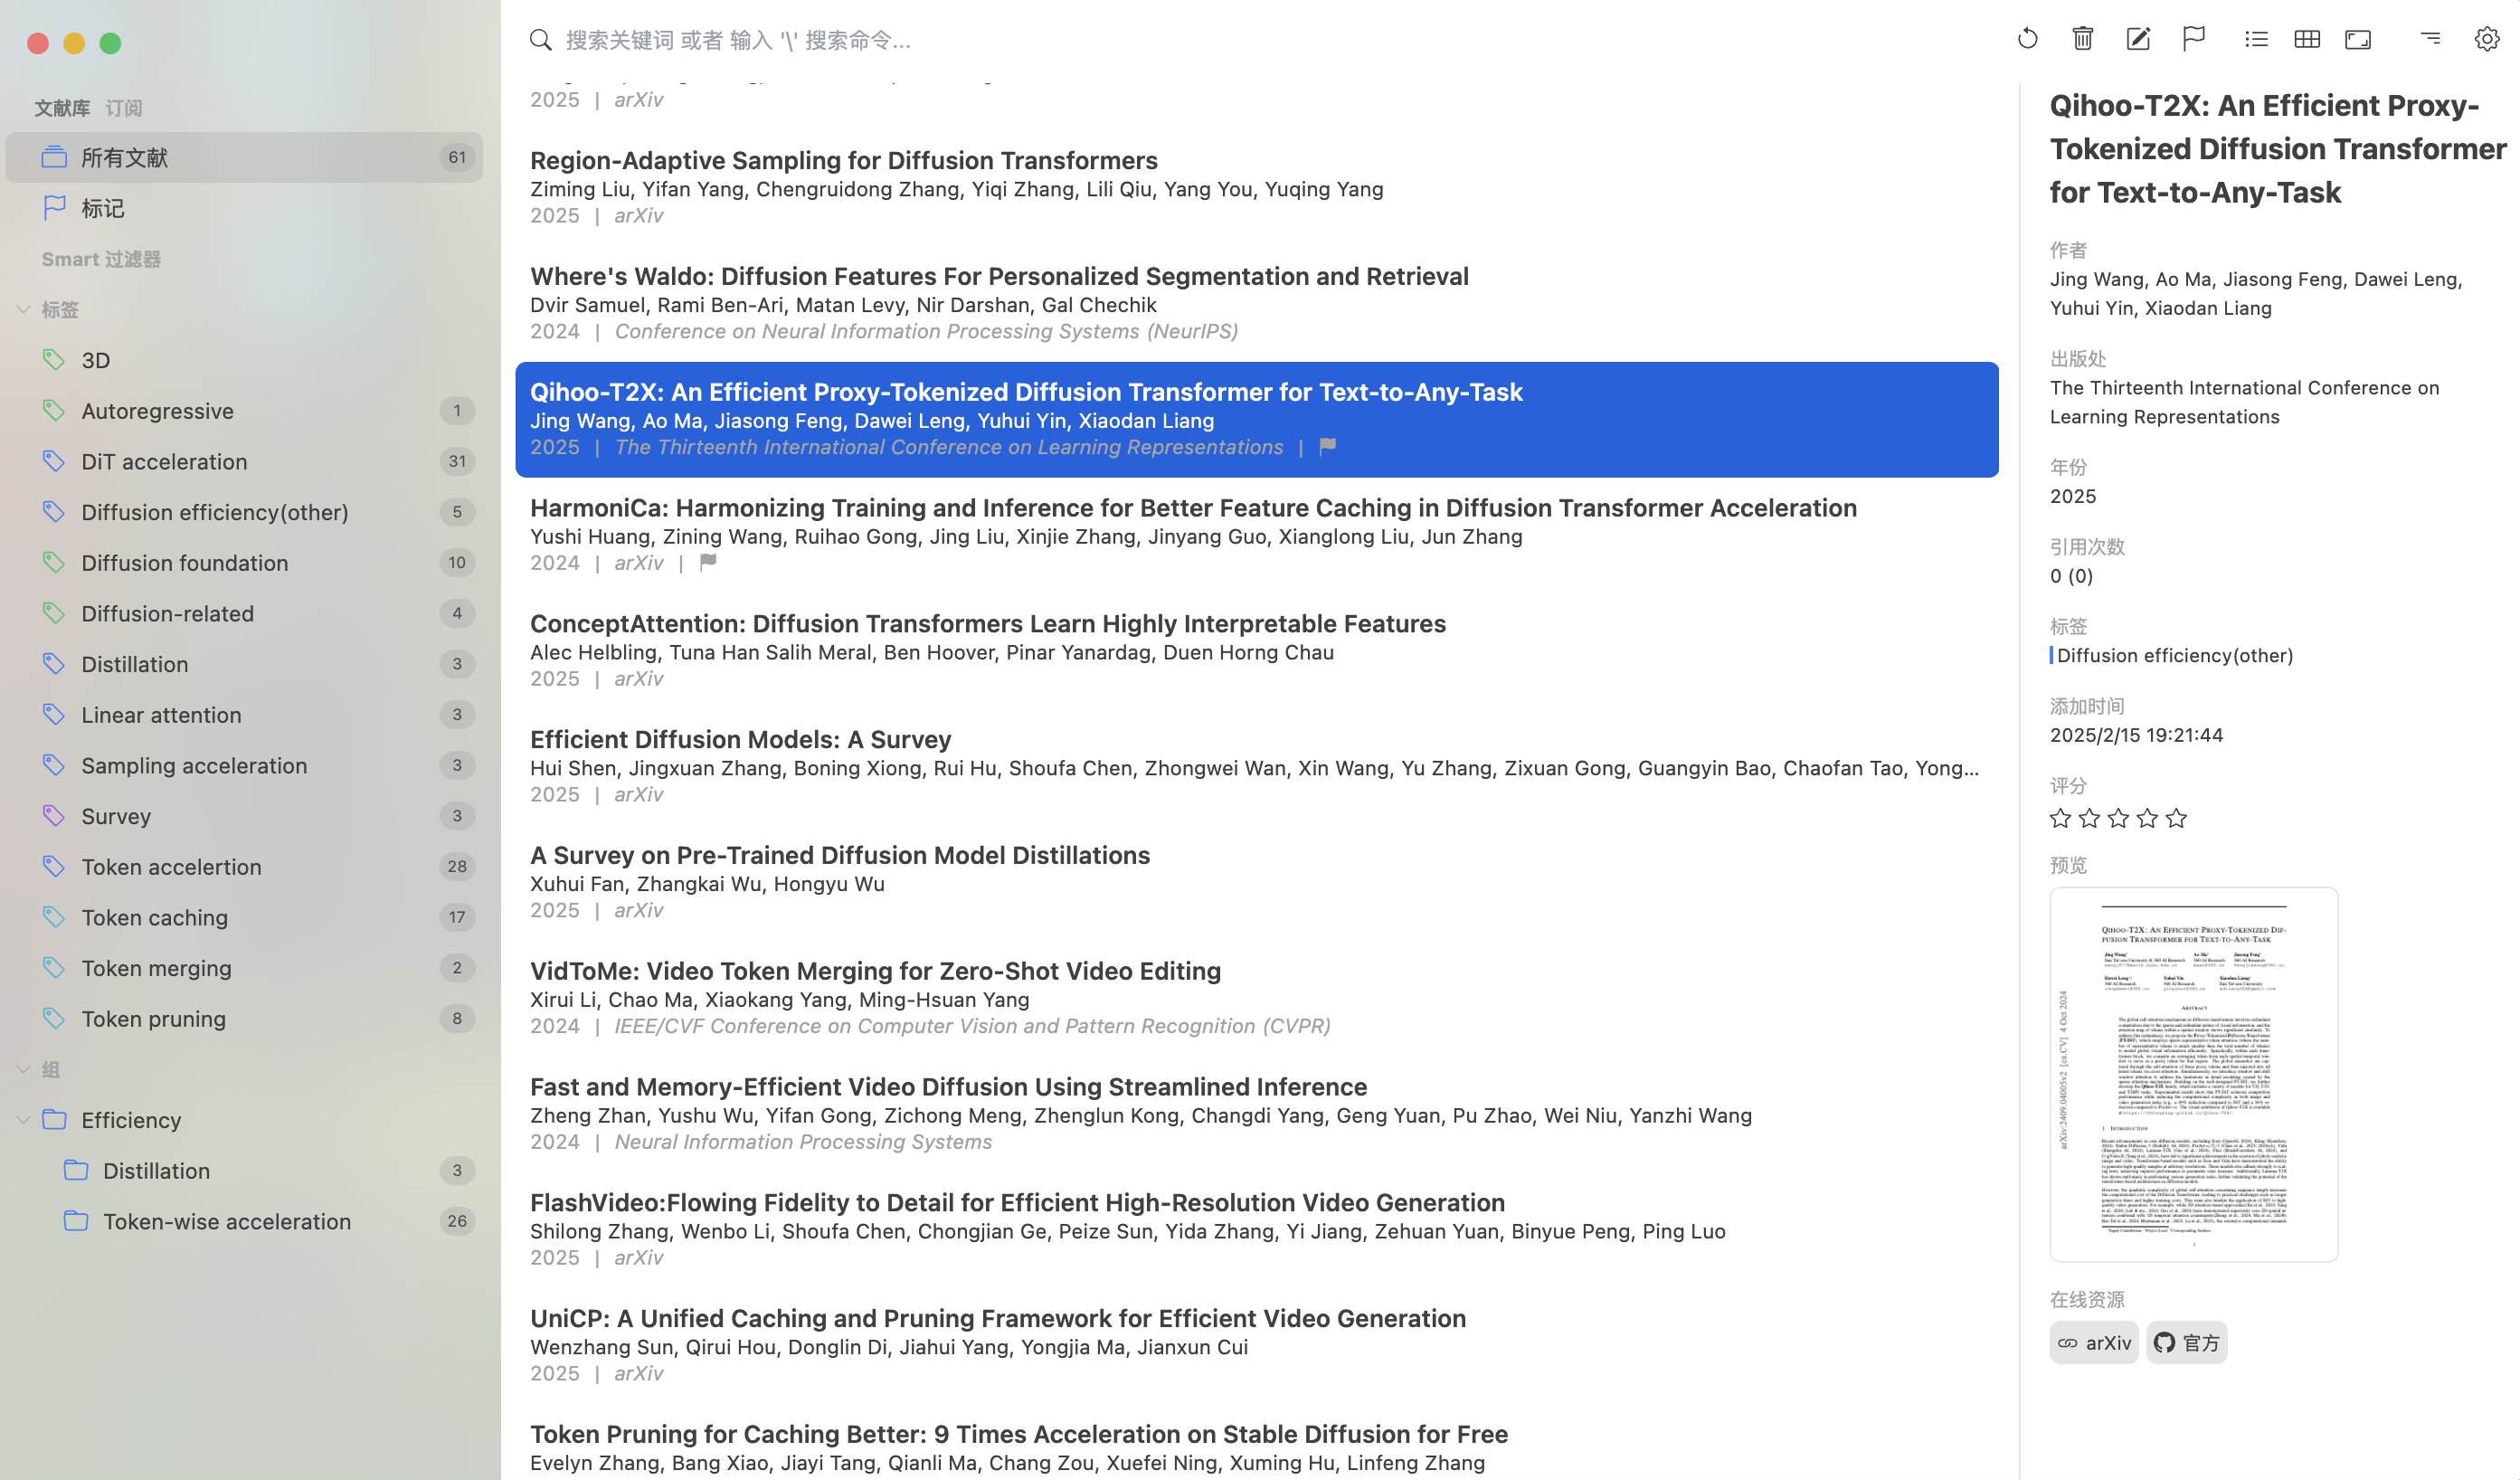 文献库 订阅
所有文献 61
标记
Smart 过滤器
标签
3D
Autoregressive 1
DiT acceleration 31
Diffusion efficiency(other) 5
Diffusion foundation 10
Diffusion-related 4
Distillation 3
Linear attention 3
Sampling acceleration 3
Survey 3
Token accelertion 28
Token caching 17
Token merging 2
Token pruning 8
组
Efficiency
Distillation 3
Token-wise acceleration 26
搜索关键词 或者 输入 '\' 搜索命令...
2025 | arXiv
Region-Adaptive Sampling for Diffusion Transformers
Ziming Liu, Yifan Yang, Chengruidong Zhang, Yiqi Zhang, Lili Qiu, Yang You, Yuqing Yang
2025 | arXiv
Where's Waldo: Diffusion Features For Personalized Segmentation and Retrieval
Dvir Samuel, Rami Ben-Ari, Matan Levy, Nir Darshan, Gal Chechik
2024 | Conference on Neural Information Processing Systems (NeurIPS)
Qihoo-T2X: An Efficient Proxy-Tokenized Diffusion Transformer for Text-to-Any-Task
Jing Wang, Ao Ma, Jiasong Feng, Dawei Leng, Yuhui Yin, Xiaodan Liang
2025 | The Thirteenth International Conference on Learning Representations |
HarmoniCa: Harmonizing Training and Inference for Better Feature Caching in Diffusion Transformer Acceleration
Yushi Huang, Zining Wang, Ruihao Gong, Jing Liu, Xinjie Zhang, Jinyang Guo, Xianglong Liu, Jun Zhang
2024 | arXiv |
ConceptAttention: Diffusion Transformers Learn Highly Interpretable Features
Alec Helbling, Tuna Han Salih Meral, Ben Hoover, Pinar Yanardag, Duen Horng Chau
2025 | arXiv
Efficient Diffusion Models: A Survey
Hui Shen, Jingxuan Zhang, Boning Xiong, Rui Hu, Shoufa Chen, Zhongwei Wan, Xin Wang, Yu Zhang, Zixuan Gong, Guangyin Bao, Chaofan Tao, Yong...
2025 | arXiv
A Survey on Pre-Trained Diffusion Model Distillations
Xuhui Fan, Zhangkai Wu, Hongyu Wu
2025 | arXiv
VidToMe: Video Token Merging for Zero-Shot Video Editing
Xirui Li, Chao Ma, Xiaokang Yang, Ming-Hsuan Yang
2024 | IEEE/CVF Conference on Computer Vision and Pattern Recognition (CVPR)
Fast and Memory-Efficient Video Diffusion Using Streamlined Inference
Zheng Zhan, Yushu Wu, Yifan Gong, Zichong Meng, Zhenglun Kong, Changdi Yang, Geng Yuan, Pu Zhao, Wei Niu, Yanzhi Wang
2024 | Neural Information Processing Systems
FlashVideo:Flowing Fidelity to Detail for Efficient High-Resolution Video Generation
Shilong Zhang, Wenbo Li, Shoufa Chen, Chongjian Ge, Peize Sun, Yida Zhang, Yi Jiang, Zehuan Yuan, Binyue Peng, Ping Luo
2025 | arXiv
UniCP: A Unified Caching and Pruning Framework for Efficient Video Generation
Wenzhang Sun, Qirui Hou, Donglin Di, Jiahui Yang, Yongjia Ma, Jianxun Cui
2025 | arXiv
Token Pruning for Caching Better: 9 Times Acceleration on Stable Diffusion for Free
Evelyn Zhang, Bang Xiao, Jiayi Tang, Qianli Ma, Chang Zou, Xuefei Ning, Xuming Hu, Linfeng Zhang
Qihoo-T2X: An Efficient Proxy-
Tokenized Diffusion Transformer
for Text-to-Any-Task
作者
Jing Wang, Ao Ma, Jiasong Feng, Dawei Leng,
Yuhui Yin, Xiaodan Liang
出版处
The Thirteenth International Conference on
Learning Representations
年份
2025
引用次数
0 (0)
标签
Diffusion efficiency(other)
添加时间
2025/2/15 19:21:44
评分
预览
QIHOO-T2X: AN EFFICIENT PROXY-TOKENIZED DIF-
FUSION TRANSFORMER FOR TEXT-TO-ANY-TASK
ABSTRACT
arXiv:2409.04005v2 [cs.CV] 4 Oct 2024
1 INTRODUCTION
在线资源
arXiv 官方